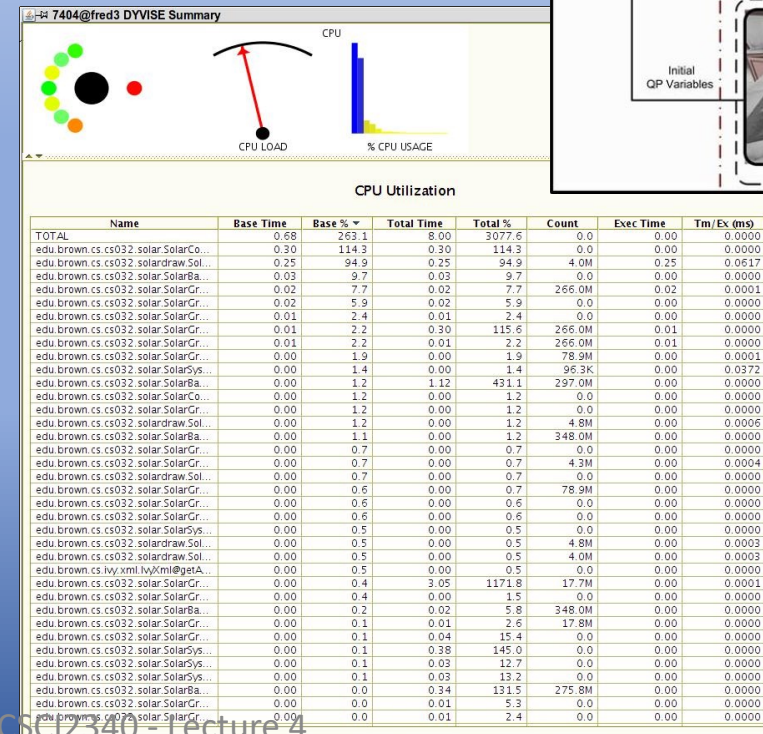 7404@fred3 DYVISE Summary
CPU
CPU LOAD
% CPU USAGE
Initial
QP Variables
CPU Utilization
Name Base Time Base % Total Time Total % Count Exec Time Tm/Ex (ms)
TOTAL 0.68 263.1 8.00 3077.6 0.0 0.00 0.0000
edu.brown.cs.cs032.solar.SolarCo... 0.30 114.3 0.30 114.3 0.0 0.00 0.0000
edu.brown.cs.cs032.solardraw.Sol... 0.25 94.9 0.25 94.9 4.0M 0.25 0.0617
edu.brown.cs.cs032.solar.SolarBa... 0.03 9.7 0.03 9.7 0.0 0.00 0.0000
edu.brown.cs.cs032.solar.SolarGr... 0.02 7.7 0.02 7.7 266.0M 0.02 0.0001
edu.brown.cs.cs032.solar.SolarGr... 0.02 5.9 0.02 5.9 0.0 0.00 0.0000
edu.brown.cs.cs032.solar.SolarGr... 0.01 2.4 0.01 2.4 0.0 0.00 0.0000
edu.brown.cs.cs032.solar.SolarGr... 0.01 2.2 0.30 115.6 266.0M 0.01 0.0000
edu.brown.cs.cs032.solar.SolarGr... 0.01 2.2 0.01 2.2 266.0M 0.01 0.0000
edu.brown.cs.cs032.solar.SolarGr... 0.00 1.9 0.00 1.9 78.9M 0.00 0.0001
edu.brown.cs.cs032.solar.SolarSys... 0.00 1.4 0.00 1.4 96.3K 0.00 0.0372
edu.brown.cs.cs032.solar.SolarBa... 0.00 1.2 1.12 431.1 297.0M 0.00 0.0000
edu.brown.cs.cs032.solar.SolarCo... 0.00 1.2 0.00 1.2 0.0 0.00 0.0000
edu.brown.cs.cs032.solar.SolarGr... 0.00 1.2 0.00 1.2 0.0 0.00 0.0000
edu.brown.cs.cs032.solardraw.Sol... 0.00 1.2 0.00 1.2 4.8M 0.00 0.0006
edu.brown.cs.cs032.solar.SolarBa... 0.00 1.1 0.00 1.2 348.0M 0.00 0.0000
edu.brown.cs.cs032.solar.SolarGr... 0.00 0.7 0.00 0.7 0.0 0.00 0.0000
edu.brown.cs.cs032.solar.SolarGr... 0.00 0.7 0.00 0.7 4.3M 0.00 0.0004
edu.brown.cs.cs032.solardraw.Sol... 0.00 0.7 0.00 0.7 0.0 0.00 0.0000
edu.brown.cs.cs032.solar.SolarGr... 0.00 0.6 0.00 0.7 78.9M 0.00 0.0000
edu.brown.cs.cs032.solar.SolarGr... 0.00 0.6 0.00 0.6 0.0 0.00 0.0000
edu.brown.cs.cs032.solar.SolarGr... 0.00 0.6 0.00 0.6 0.0 0.00 0.0000
edu.brown.cs.cs032.solar.SolarSys... 0.00 0.5 0.00 0.5 0.0 0.00 0.0000
edu.brown.cs.cs032.solardraw.Sol... 0.00 0.5 0.00 0.5 4.8M 0.00 0.0003
edu.brown.cs.cs032.solardraw.Sol... 0.00 0.5 0.00 0.5 4.0M 0.00 0.0003
edu.brown.cs.ivy.xml.IvyXml@getA... 0.00 0.5 0.00 0.5 0.0 0.00 0.0000
edu.brown.cs.cs032.solar.SolarGr... 0.00 0.4 3.05 1171.8 17.7M 0.00 0.0001
edu.brown.cs.cs032.solar.SolarGr... 0.00 0.4 0.00 1.5 0.0 0.00 0.0000
edu.brown.cs.cs032.solar.SolarBa... 0.00 0.2 0.02 5.8 348.0M 0.00 0.0000
edu.brown.cs.cs032.solar.SolarGr... 0.00 0.1 0.01 2.6 17.8M 0.00 0.0000
edu.brown.cs.cs032.solar.SolarGr... 0.00 0.1 0.04 15.4 0.0 0.00 0.0000
edu.brown.cs.cs032.solar.SolarSys... 0.00 0.1 0.38 145.0 0.0 0.00 0.0000
edu.brown.cs.cs032.solar.SolarSys... 0.00 0.1 0.03 12.7 0.0 0.00 0.0000
edu.brown.cs.cs032.solar.SolarSys... 0.00 0.1 0.03 13.2 0.0 0.00 0.0000
edu.brown.cs.cs032.solar.SolarBa... 0.00 0.0 0.34 131.5 275.8M 0.00 0.0000
edu.brown.cs.cs032.solar.SolarGr... 0.00 0.0 0.01 5.3 0.0 0.00 0.0000
edu.brown.cs.cs032.solar.SolarGr... 0.00 0.0 0.01 2.4 0.0 0.00 0.0000
CSCI2340 - Lecture 4